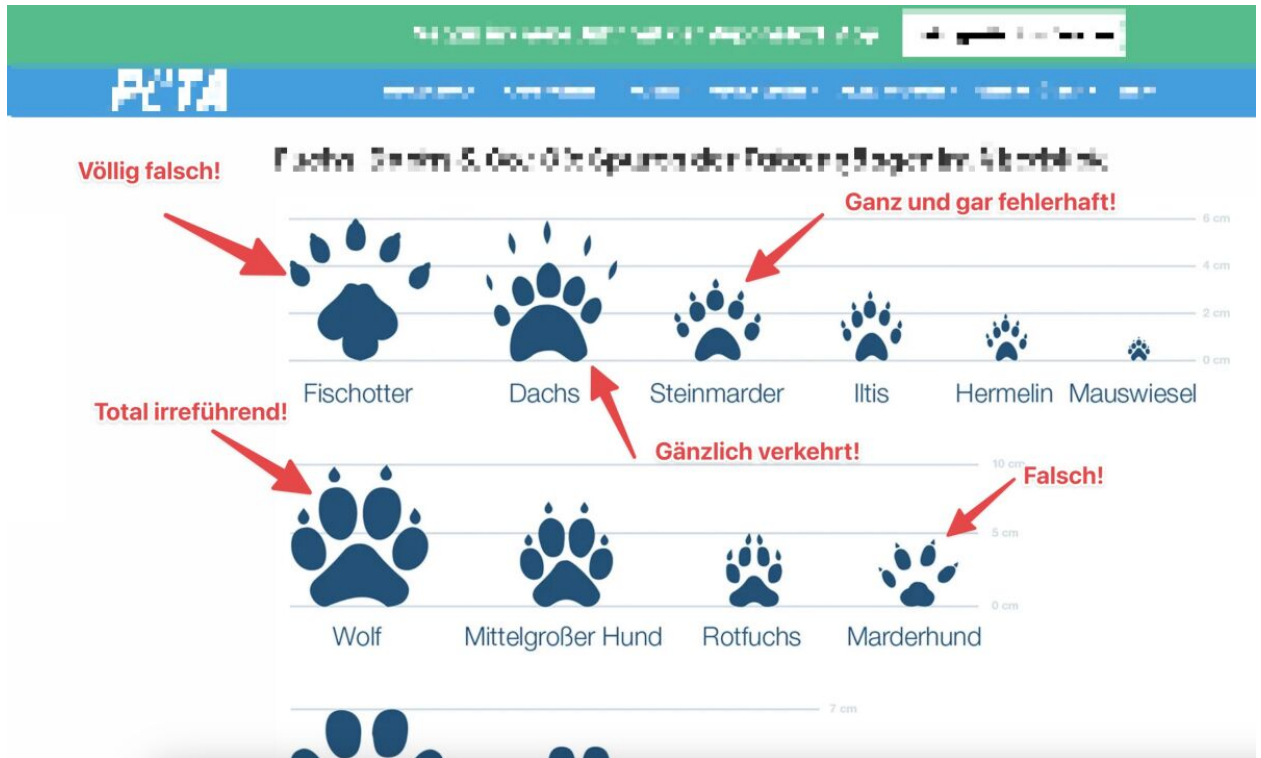 PETA
Völlig falsch!
Ganz und gar fehlerhaft!
6 cm
4 cm
2 cm
0 cm
Fischotter Dachs Steinmarder Iltis Hermelin Mauswiesel
Total irreführend!
Gänzlich verkehrt!
10 cm
Falsch!
5 cm
0 cm
Wolf Mittelgroßer Hund Rotfuchs Marderhund
7 cm